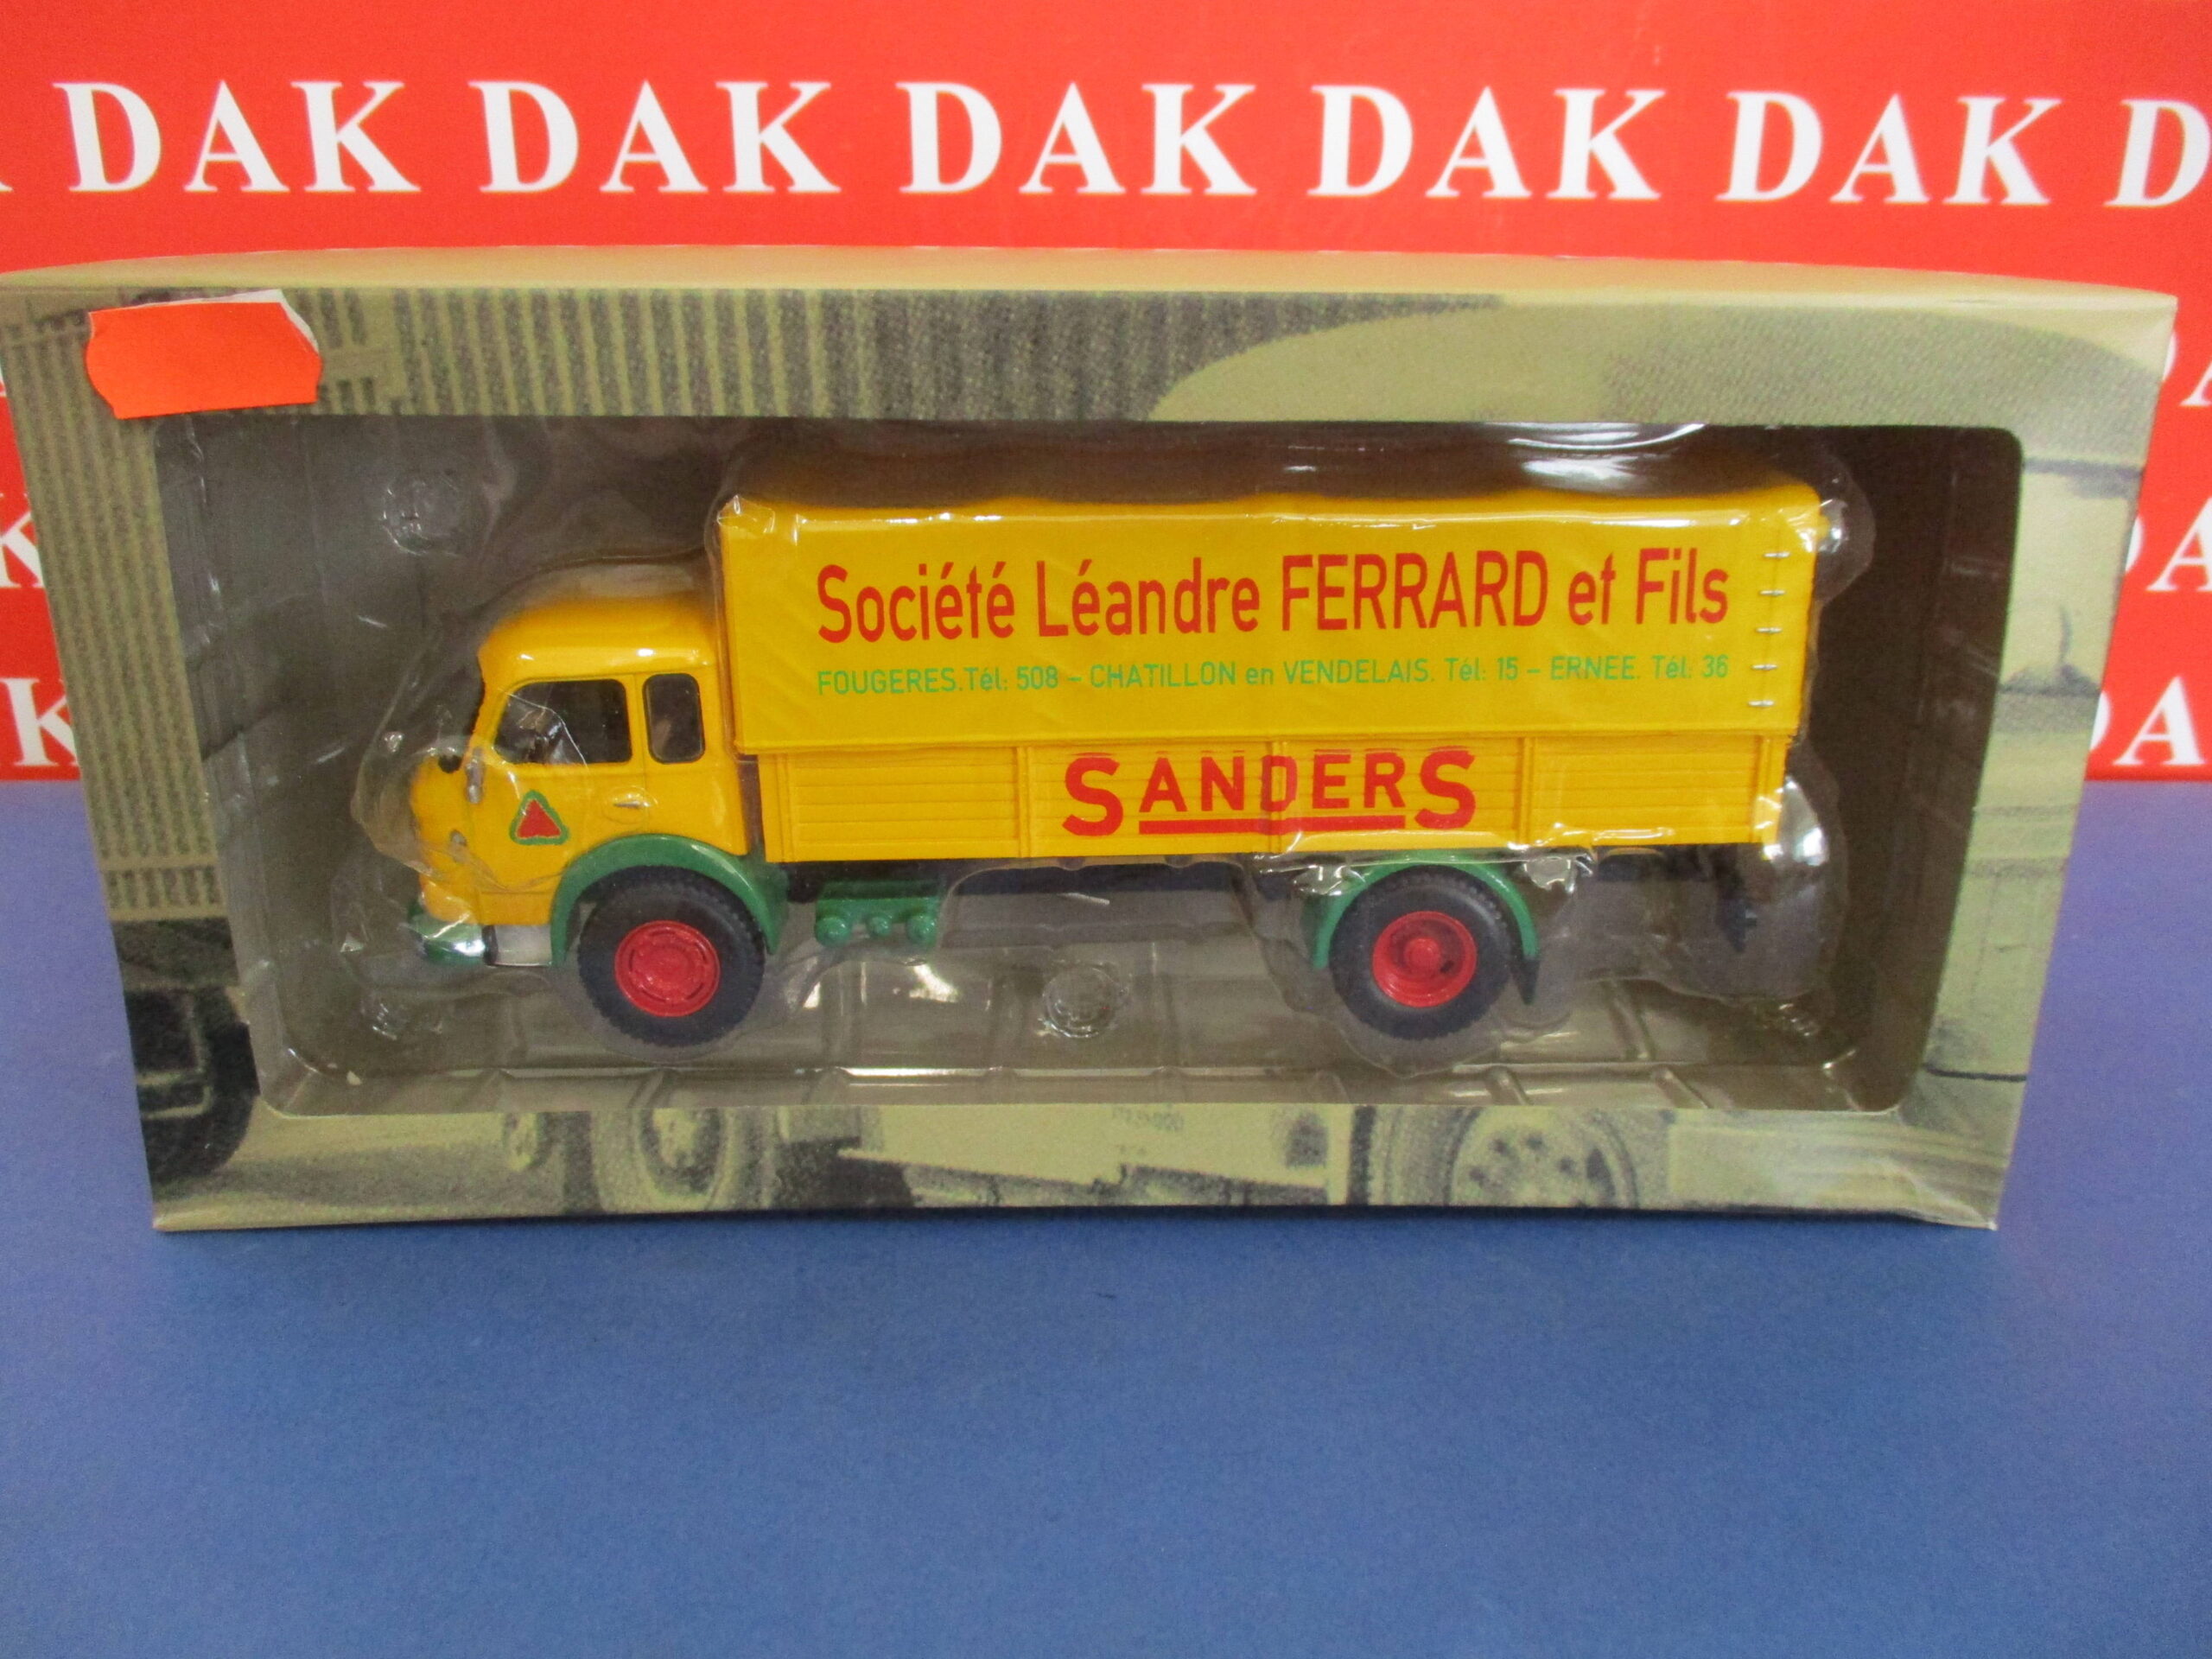 DAK DAK DAK DAK DAK D
Société Léandre FERRARD et Fils
FOUGERES.Tél: 508 – CHATILLON en VENDELAIS. Tél: 15 – ERNEE. Tél: 36
SANDERS